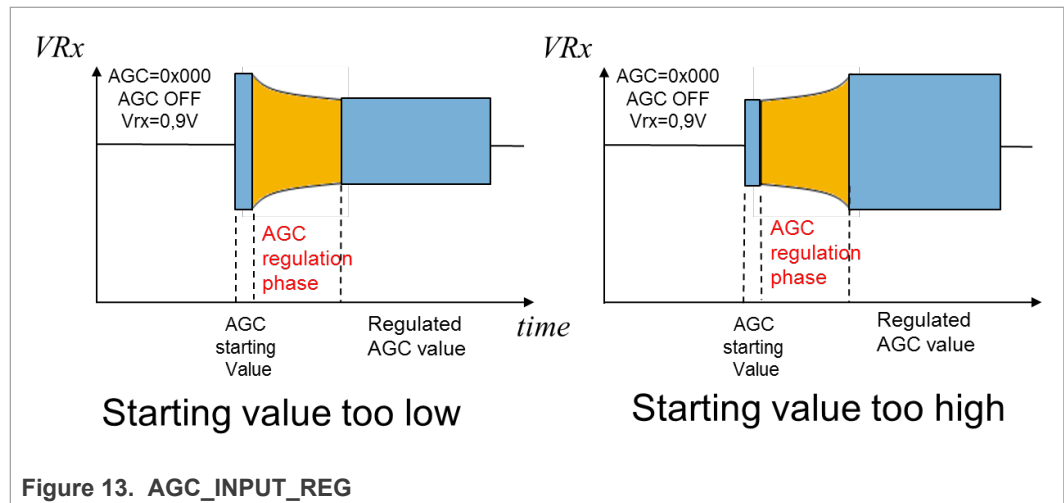 VRx
AGC=0x000
AGC OFF
Vrx=0,9V
AGC
regulation
phase
AGC
starting
Value
Regulated
AGC value
time
Starting value too low
VRx
AGC=0x000
AGC OFF
Vrx=0,9V
AGC
regulation
phase
AGC
starting
Value
Regulated
AGC value
Starting value too high
Figure 13. AGC_INPUT_REG